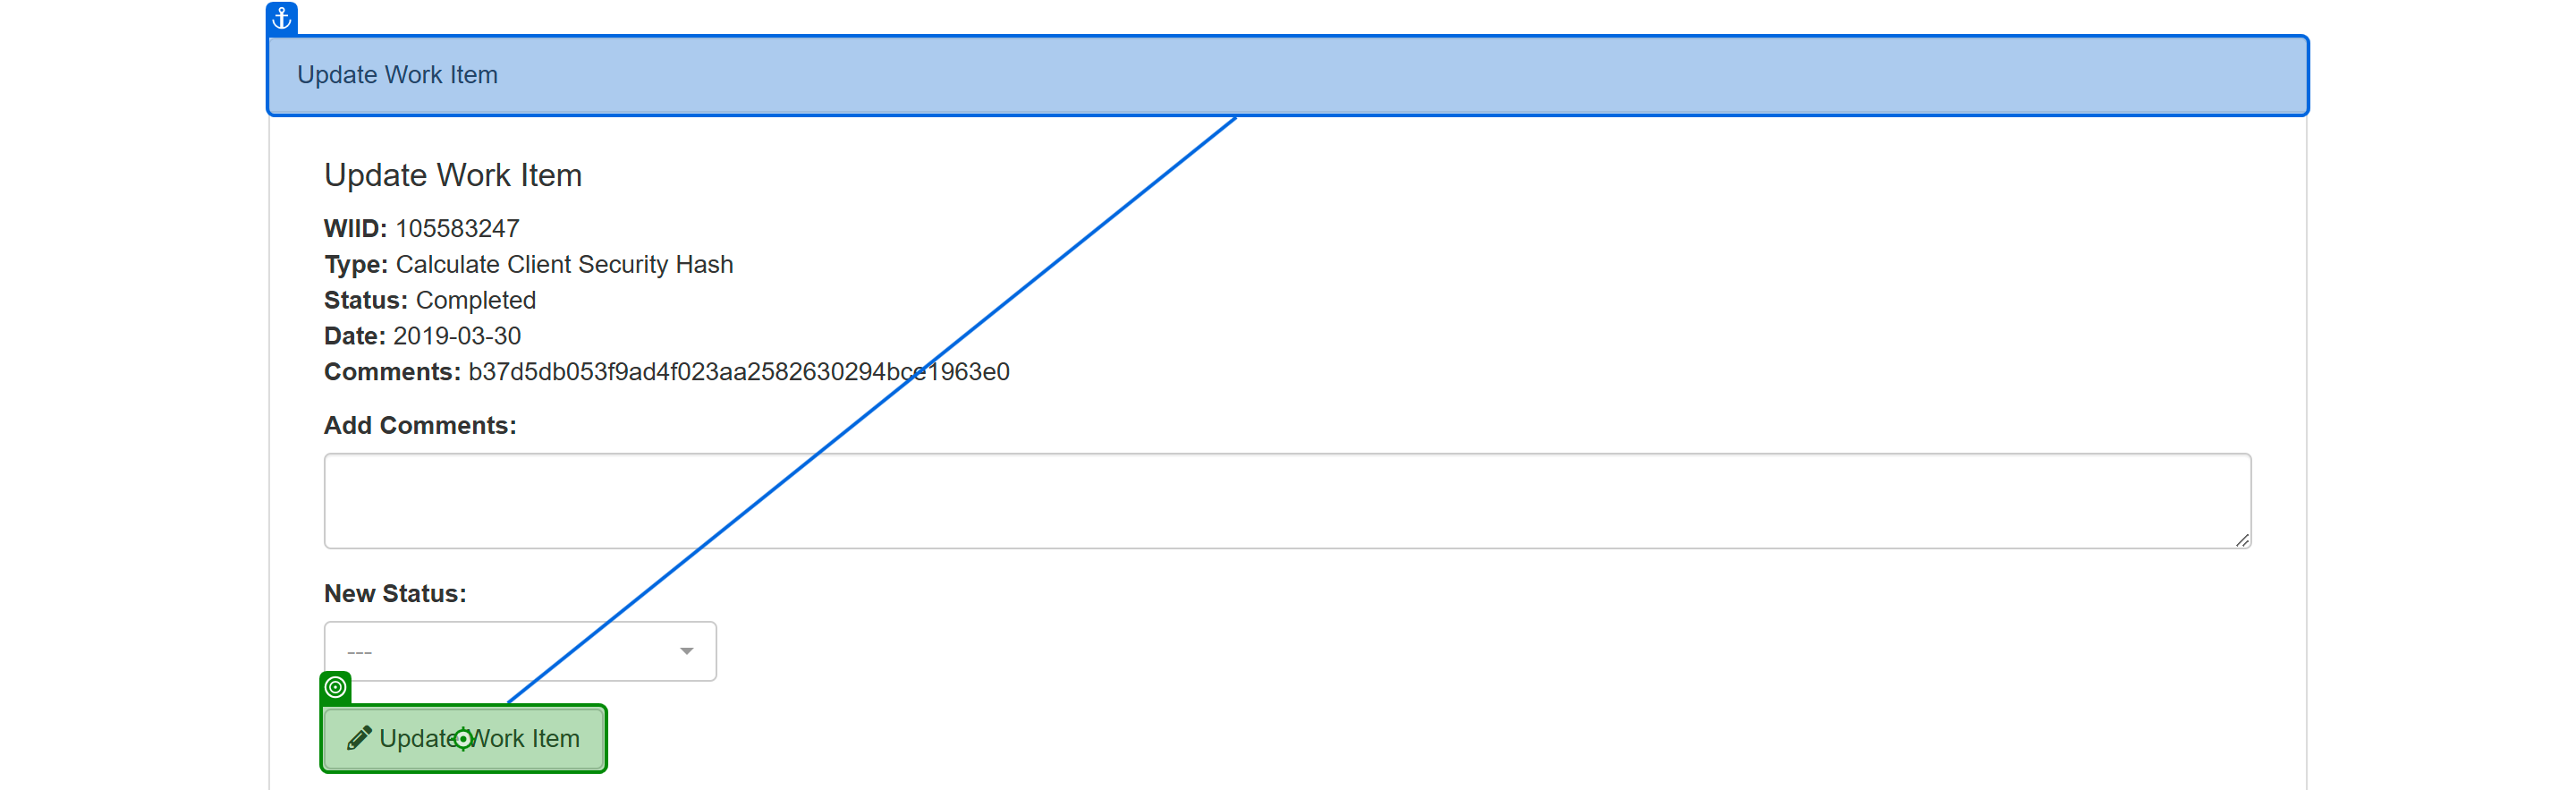 Update Work Item
Update Work Item
WIID: 105583247
Type: Calculate Client Security Hash
Status: Completed
Date: 2019-03-30
Comments: b37d5db053f9ad4f023aa2582630294bce1963e0
Add Comments:
New Status:
---
Update Work Item